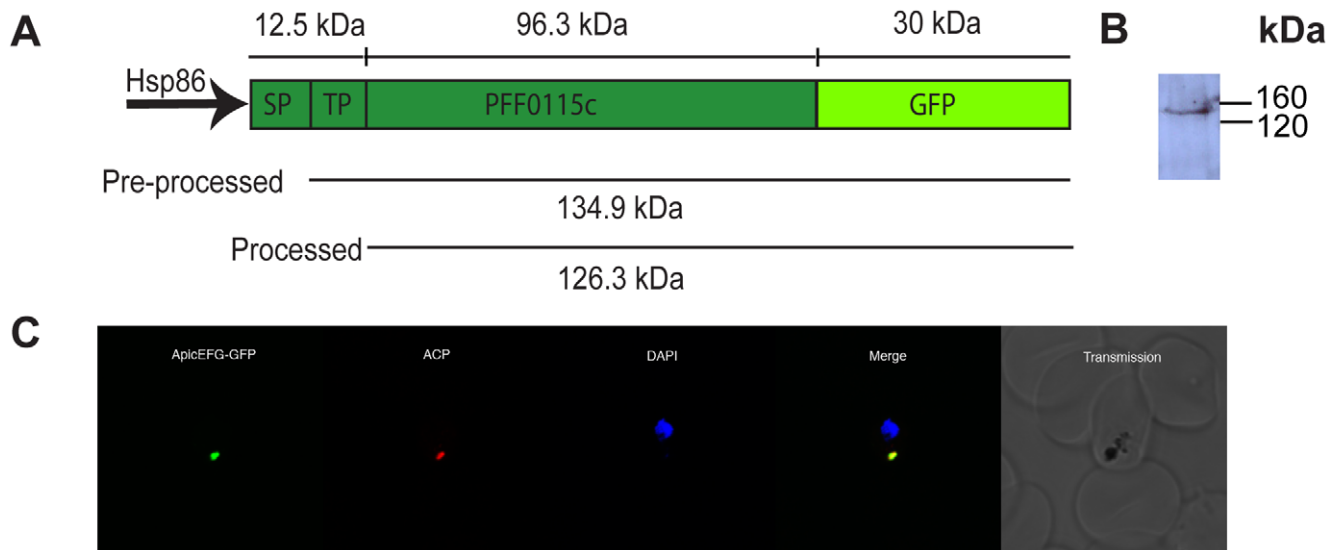 A
12.5 kDa 96.3 kDa 30 kDa
Hsp86
SP TP PFF0115c GFP
Pre-processed
134.9 kDa
Processed
126.3 kDa
B kDa
160
120
C
ApicEFG-GFP ACP DAPI Merge Transmission